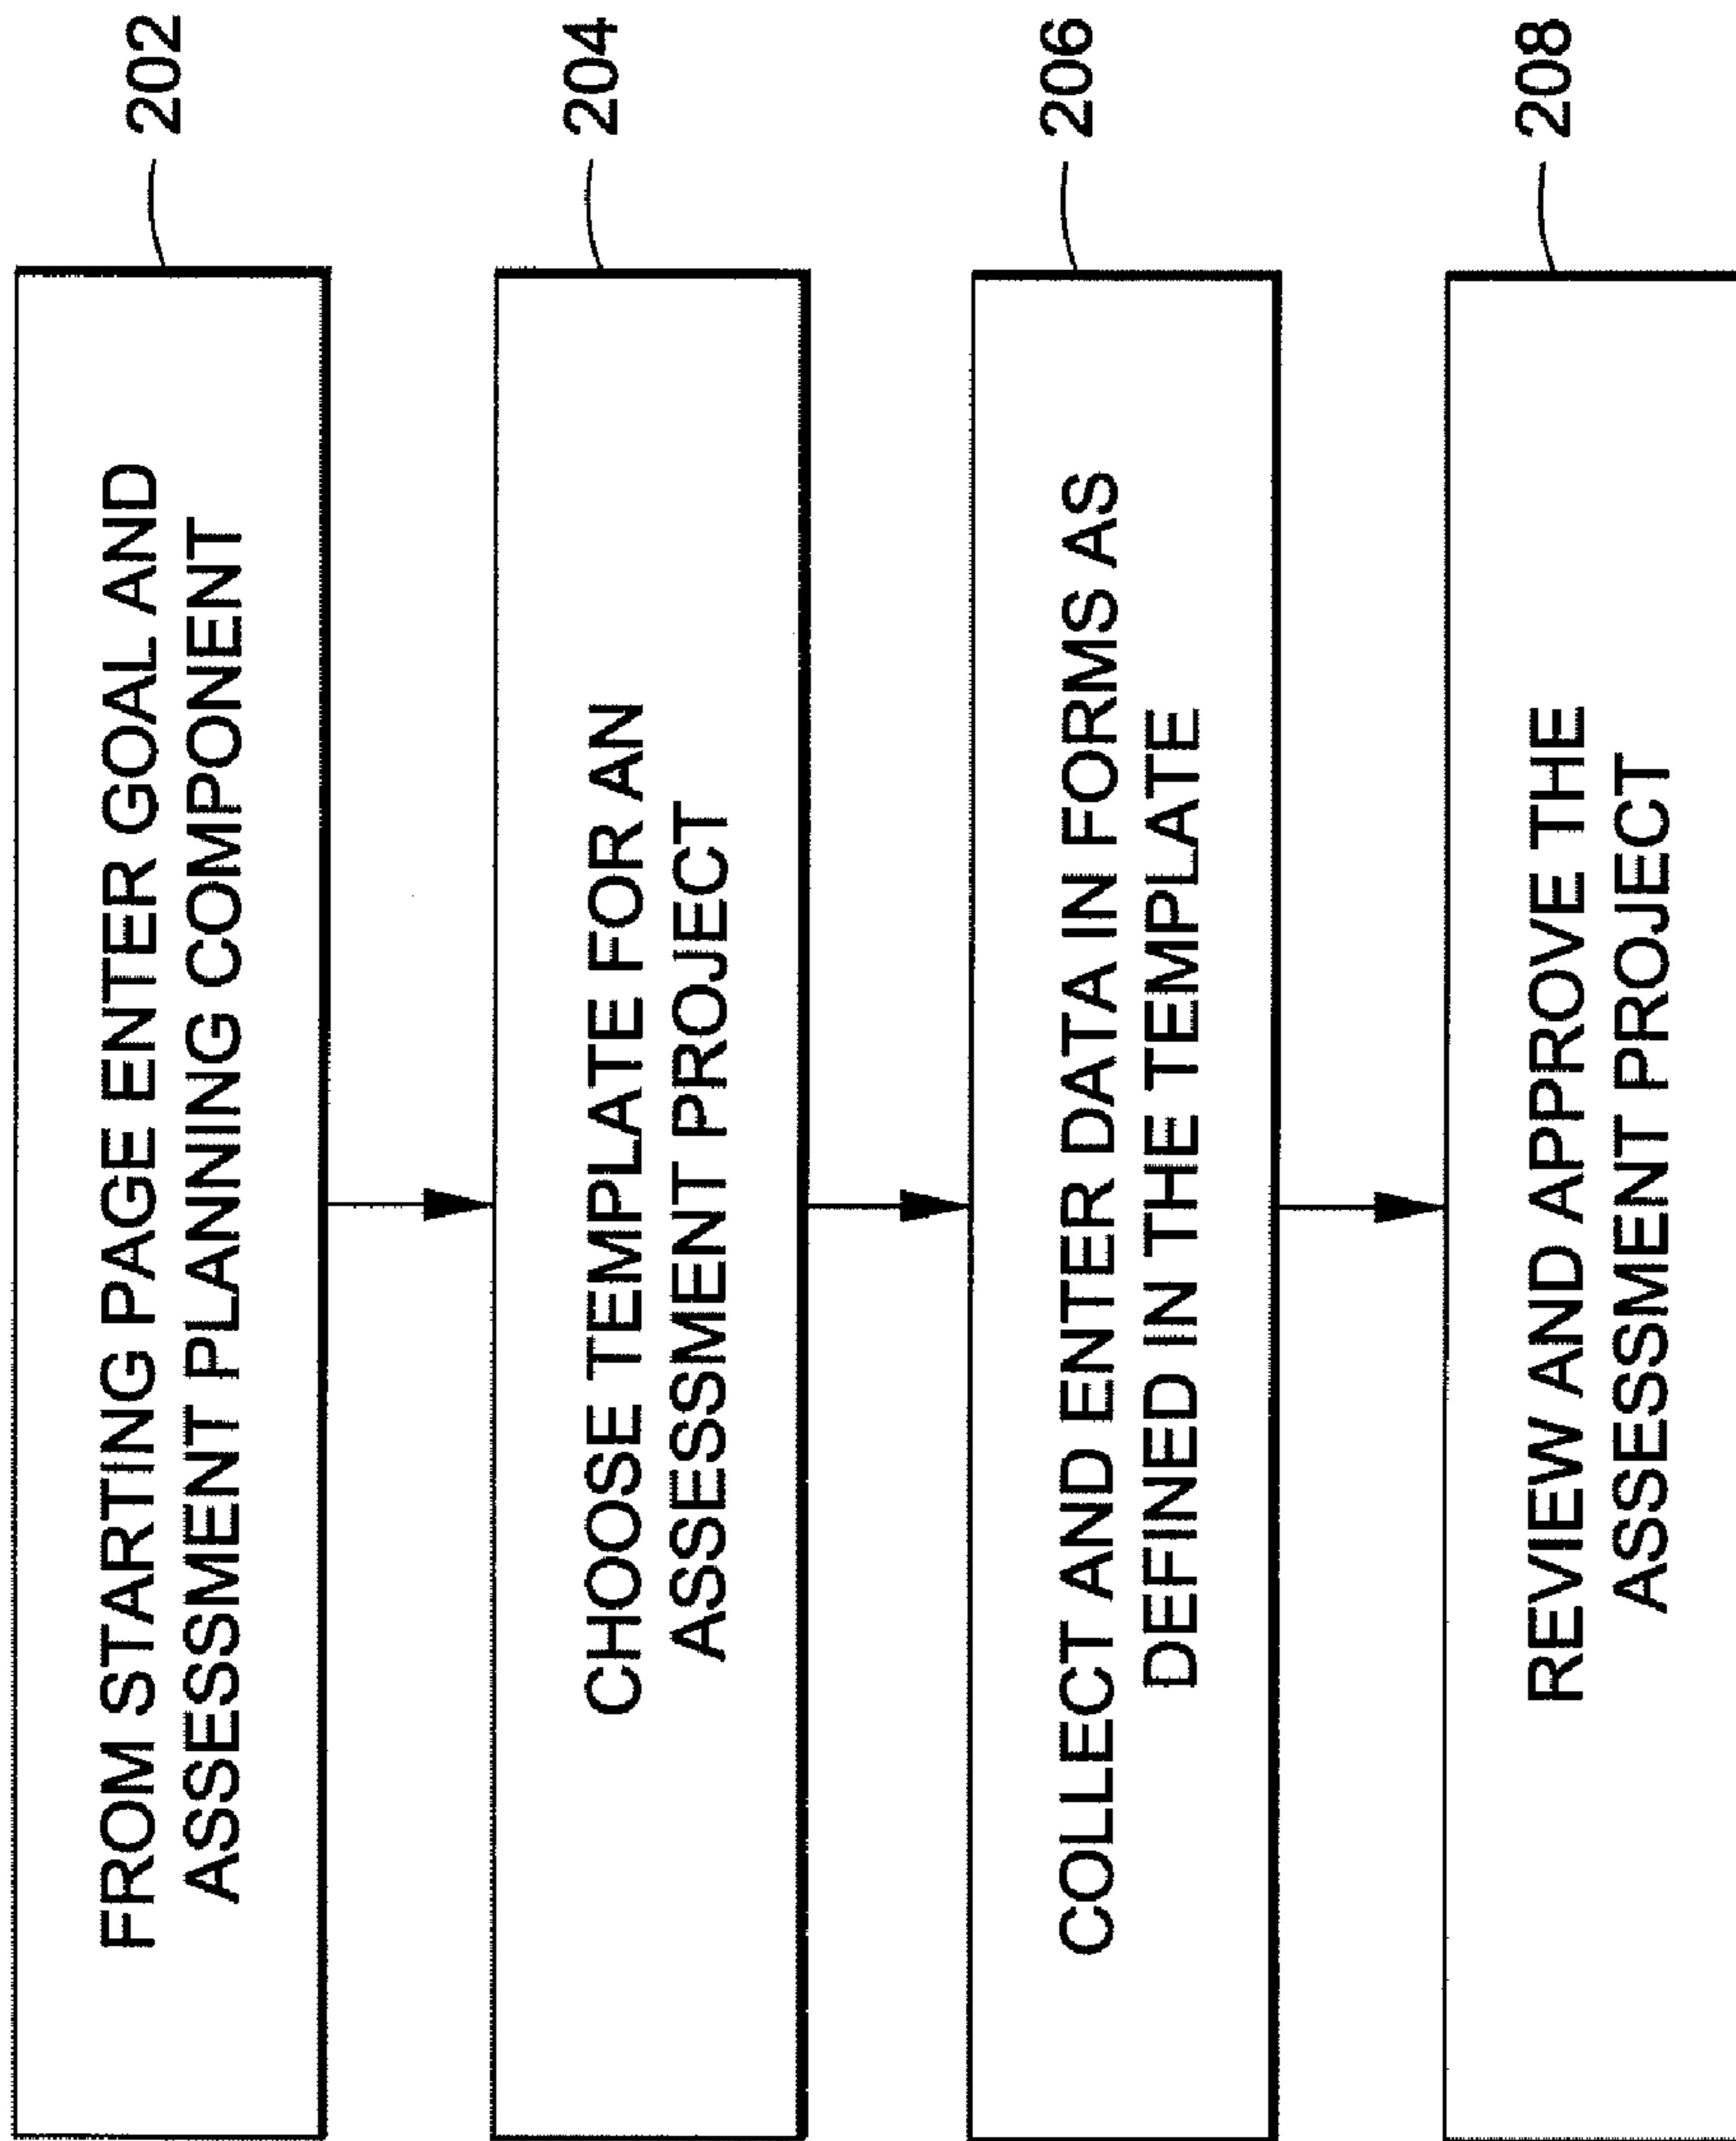 FROM STARTING PAGE ENTER GOAL AND
ASSESSMENT PLANNING COMPONENT
202
CHOOSE TEMPLATE FOR AN
ASSESSMENT PROJECT
204
COLLECT AND ENTER DATA IN FORMS AS
DEFINED IN THE TEMPLATE
206
REVIEW AND APPROVE THE
ASSESSMENT PROJECT
208